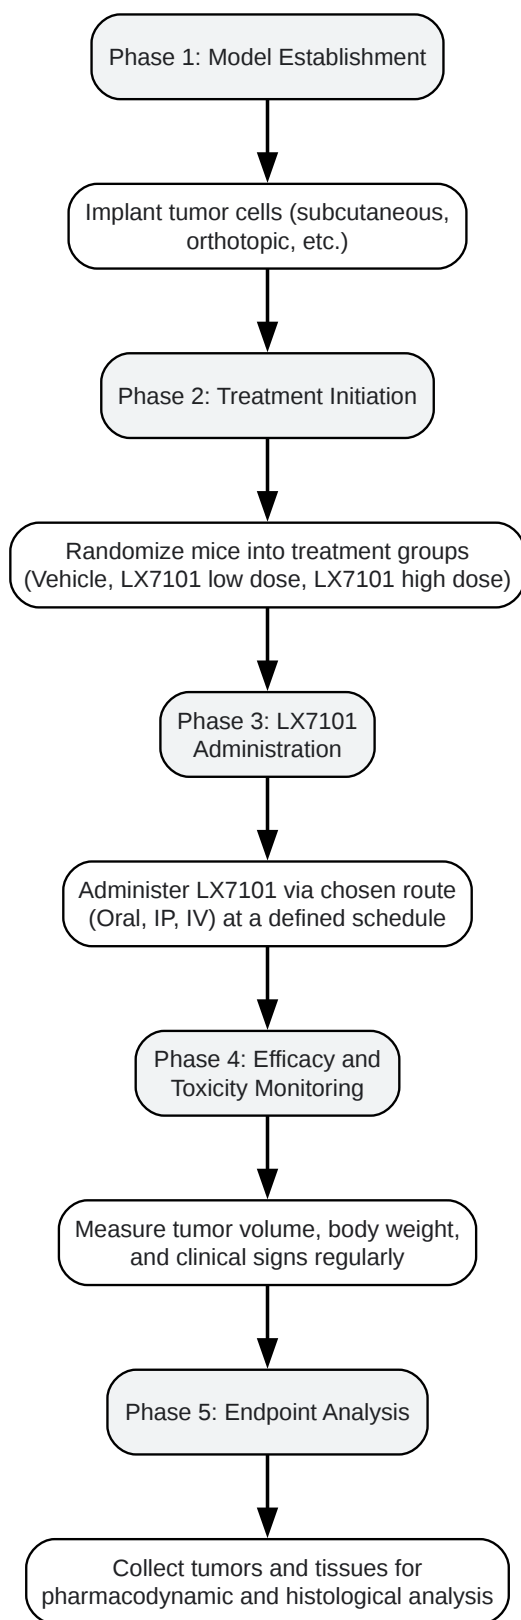 Phase 1: Model Establishment
Implant tumor cells (subcutaneous,
orthotopic, etc.)
Phase 2: Treatment Initiation
Randomize mice into treatment groups
(Vehicle, LX7101 low dose, LX7101 high dose)
Phase 3: LX7101
Administration
Administer LX7101 via chosen route
(Oral, IP, IV) at a defined schedule
Phase 4: Efficacy and
Toxicity Monitoring
Measure tumor volume, body weight,
and clinical signs regularly
Phase 5: Endpoint Analysis
Collect tumors and tissues for
pharmacodynamic and histological analysis